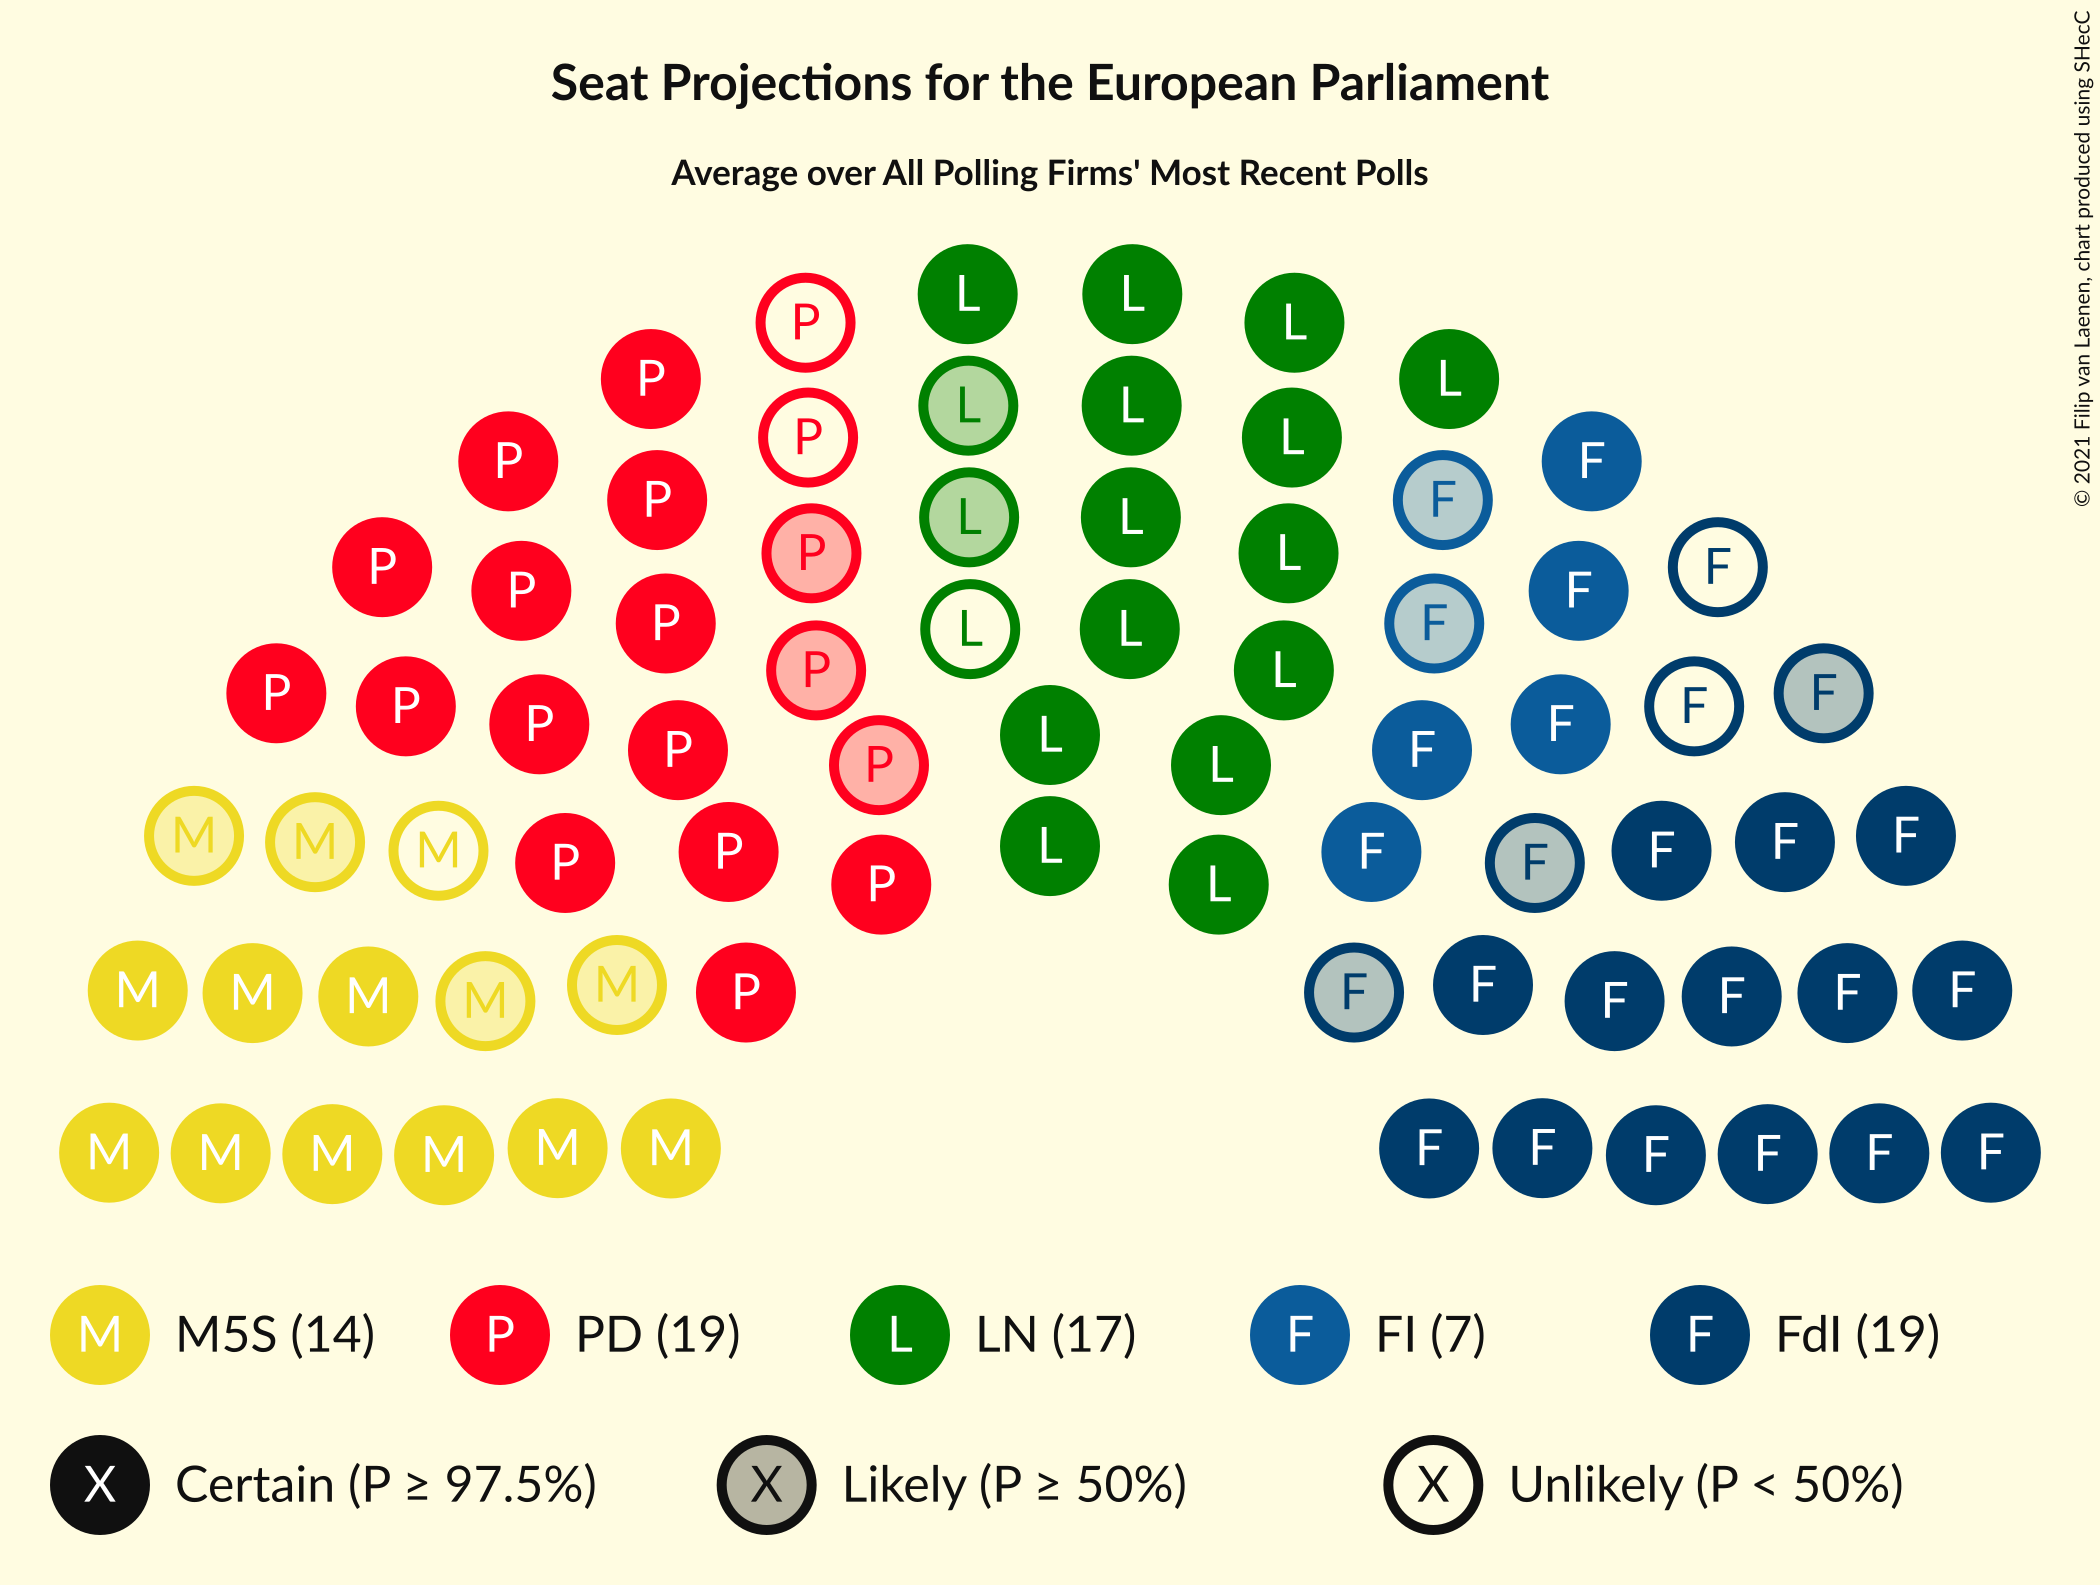 Seat Projections for the European Parliament
Average over All Polling Firms' Most Recent Polls
© 2021 Filip van Laenen, chart produced using SHecC
L L
P L L
P L
P L L
P L
P F
P L L
P F
P L L
P F F
P P F F
P L L
P L
P P F F
P P F F
L
P P F F
P L
M M M P P P L L F F F F F
M M M M M P F F F F F F
M M M M M M F F F F F F
M M5S (14) P PD (19) L LN (17) F FI (7) F FdI (19)
X Certain (P ≥ 97.5%) X Likely (P ≥ 50%) X Unlikely (P < 50%)